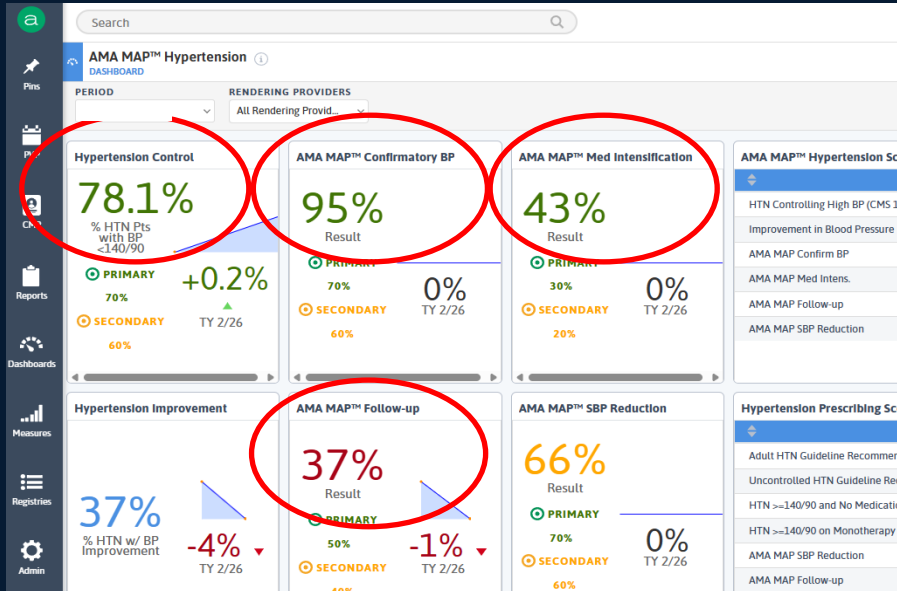 a
Search
AMA MAP™ Hypertension
DASHBOARD
PERIOD
RENDERING PROVIDERS
All Rendering Provid...
Pins
Reports
Dashboards
Measures
Registries
Admin
Hypertension Control
78.1%
% HTN Pts
with BP
<140/90
PRIMARY
70%
SECONDARY
60%
+0.2%
TY 2/26
AMA MAP™ Confirmatory BP
95%
Result
PRIMARY
70%
SECONDARY
60%
0%
TY 2/26
AMA MAP™ Med Intensification
43%
Result
PRIMARY
30%
SECONDARY
20%
0%
TY 2/26
AMA MAP™ Hypertension Sc
HTN Controlling High BP (CMS 1
Improvement in Blood Pressure
AMA MAP Confirm BP
AMA MAP Med Intens.
AMA MAP Follow-up
AMA MAP SBP Reduction
Hypertension Improvement
37%
% HTN w/ BP
Improvement
-4%
TY 2/26
AMA MAP™ Follow-up
37%
Result
PRIMARY
50%
SECONDARY
40%
-1%
TY 2/26
AMA MAP™ SBP Reduction
66%
Result
PRIMARY
70%
SECONDARY
60%
0%
TY 2/26
Hypertension Prescribing Sc
Adult HTN Guideline Recommen
Uncontrolled HTN Guideline Re
HTN >=140/90 and No Medicati
HTN >=140/90 on Monotherapy
AMA MAP SBP Reduction
AMA MAP Follow-up